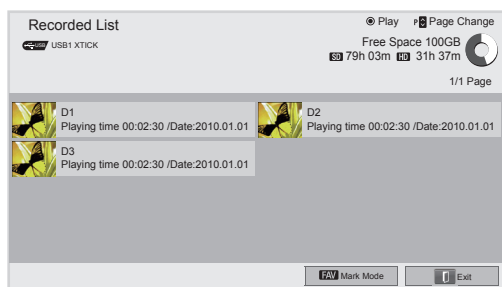 Recorded List
Play P Page Change
USB USB1 XTICK
Free Space 100GB
SD 79h 03m HD 31h 37m
1/1 Page
D1
Playing time 00:02:30 /Date:2010.01.01
D2
Playing time 00:02:30 /Date:2010.01.01
D3
Playing time 00:02:30 /Date:2010.01.01
FAV Mark Mode
Exit